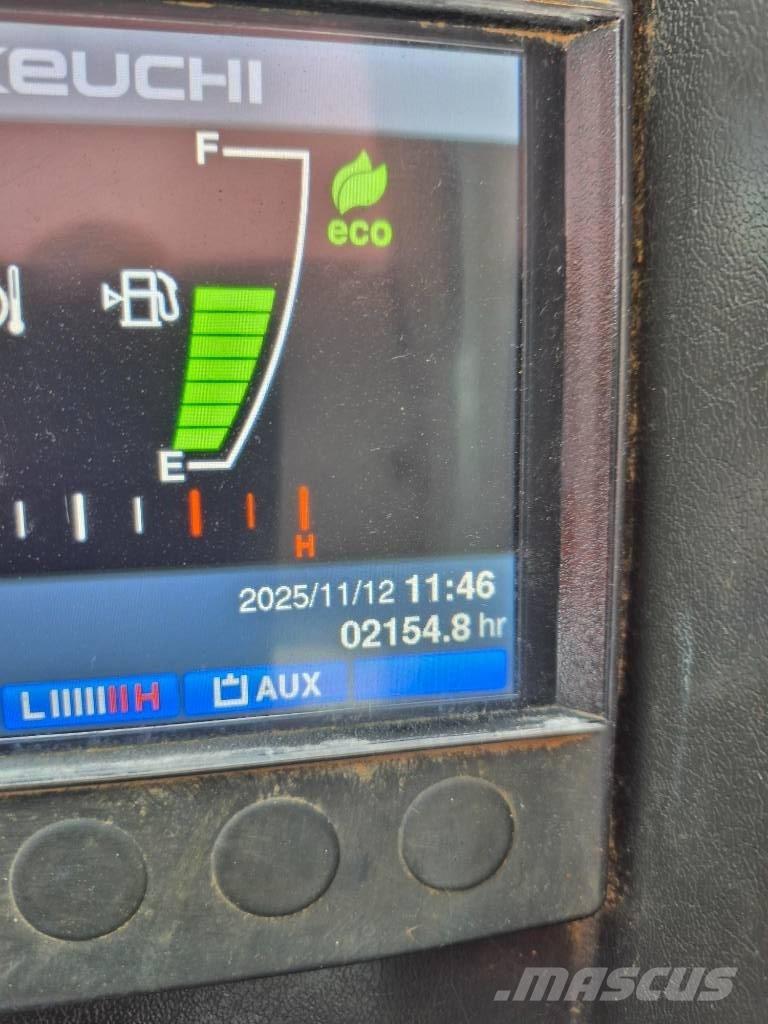 KEUCHI
F
eco
E
H
2025/11/12 11:46
02154.8 hr
L H AUX
MASCUS